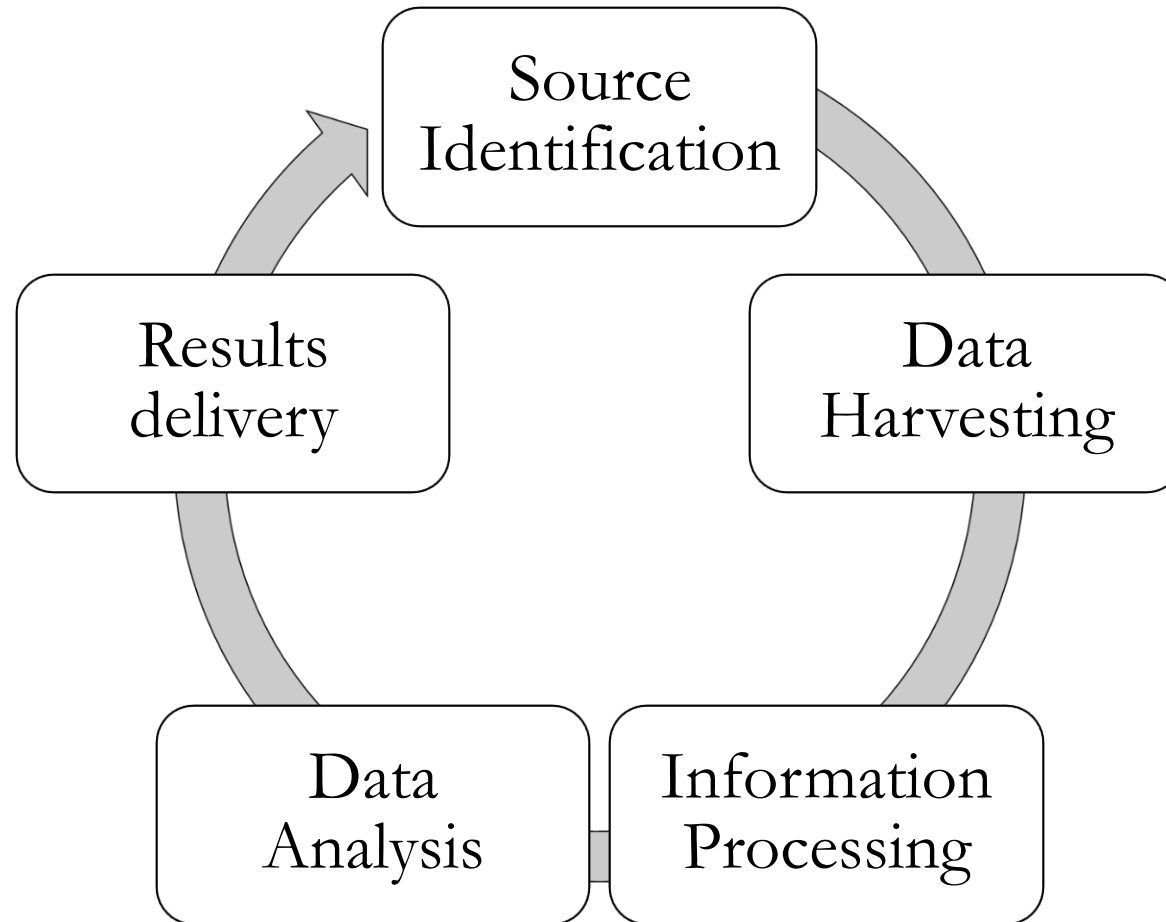 Source
Identification
Data
Harvesting
Information
Processing
Data
Analysis
Results
delivery